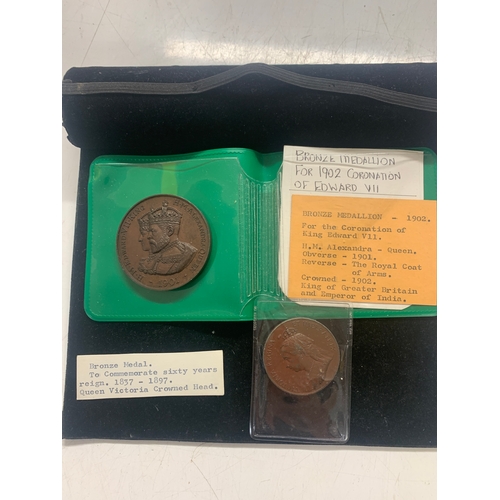 BRONZE MEDALLION
FOR 1902 CORONATION
OF EDWARD VII
BRONZE MEDALLION - 1902.
For the Coronation of
King Edward VII.
H.M. Alexandra - Queen.
Obverse - 1901.
Reverse - The Royal Coat
of Arms.
Crowned - 1902.
King of Greater Britain
and Emperor of India.
Bronze Medal.
To Commemorate sixty years
reign. 1837 - 1897.
Queen Victoria Crowned Head.